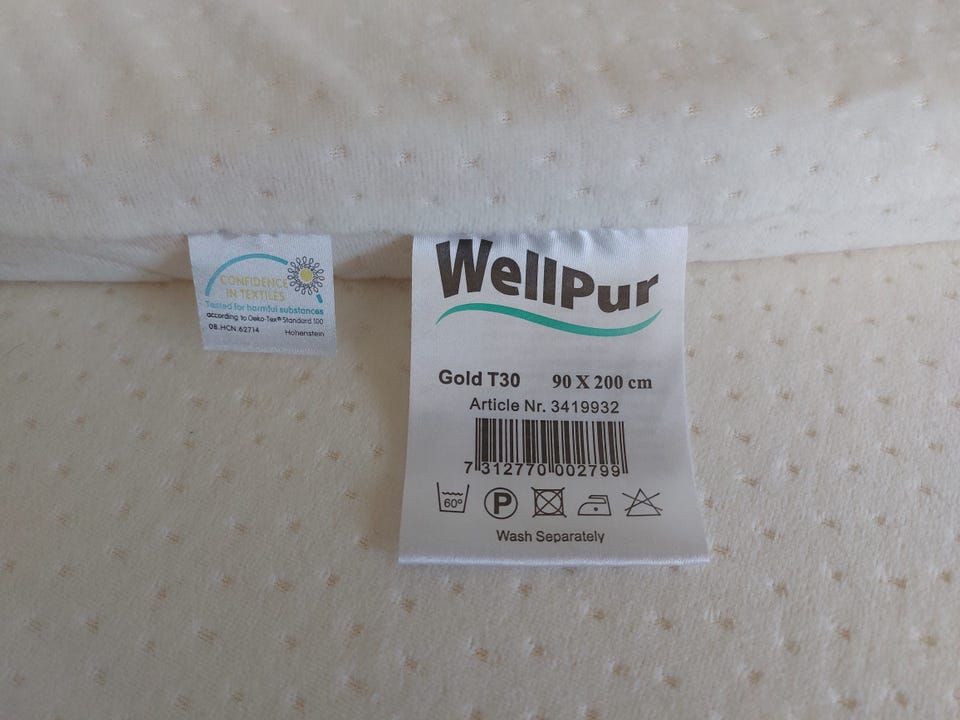 CONFIDENCE
IN TEXTILES
Tested for harmful substances
according to Oeko-Tex® Standard 100
08.HCN.62714 Hohenstein
WellPur
Gold T30 90 X 200 cm
Article Nr. 3419932
7 312770 002799
60°
P
Wash Separately